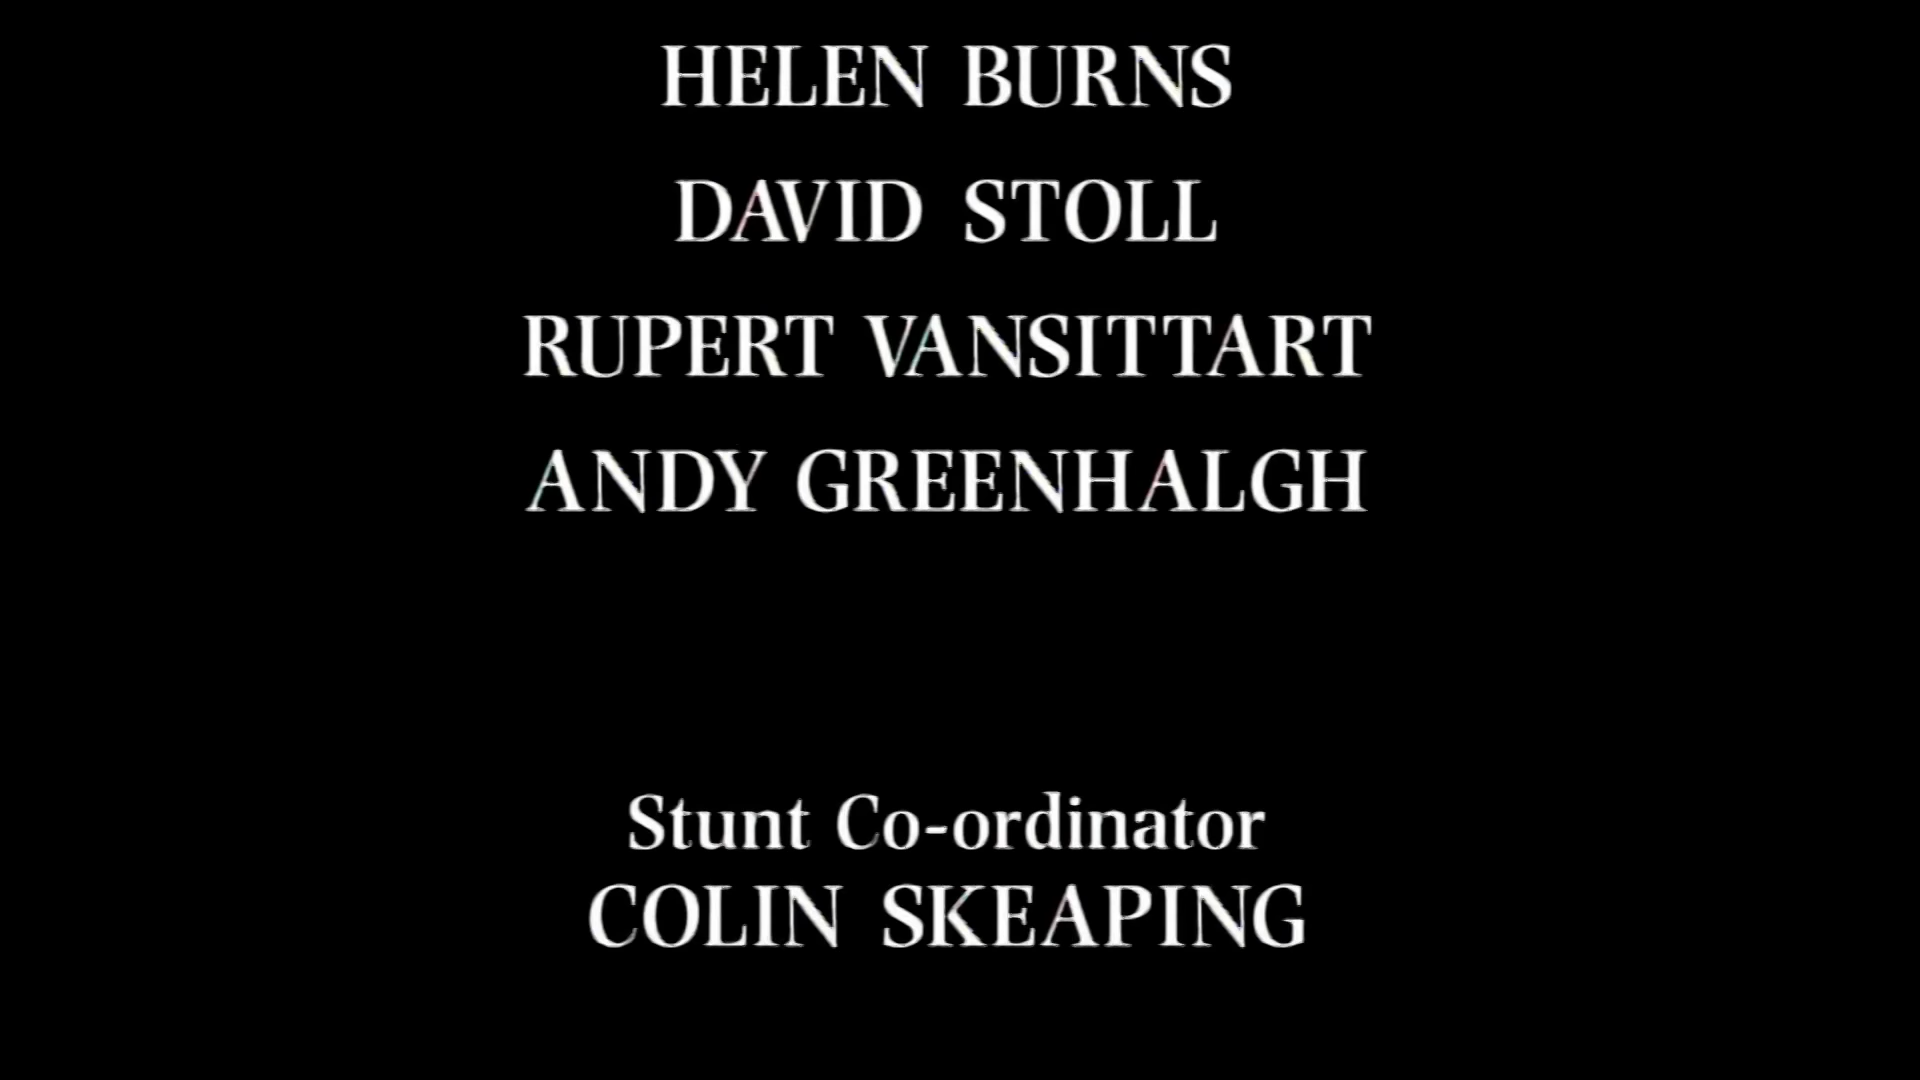 HELEN BURNS
DAVID STOLL
RUPERT VANSITTART
ANDY GREENHALGH
Stunt Co-ordinator
COLIN SKEAPING